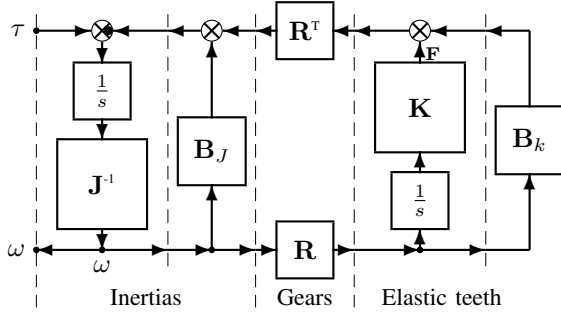 τ
R^T
F
1/s
K
J^-1
B_J
B_k
1/s
ω
R
ω
Inertias Gears Elastic teeth